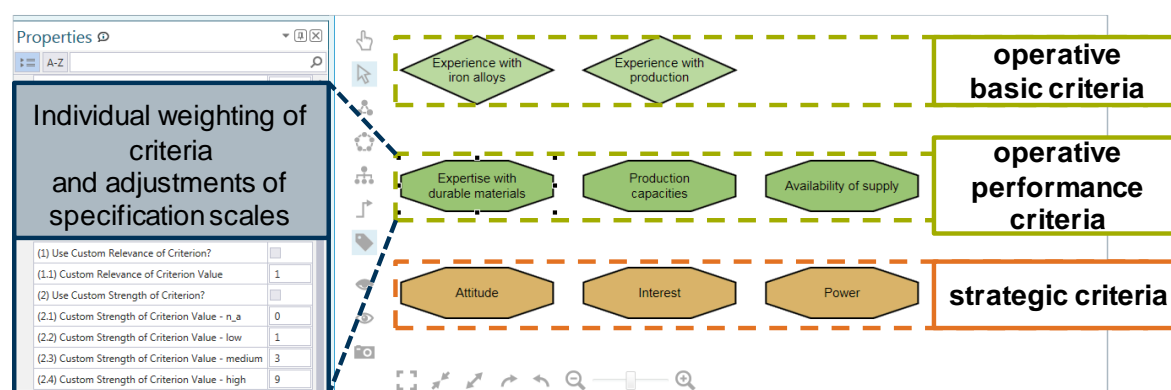 Properties
A-Z
Individual weighting of
criteria
and adjustments of
specification scales
(1) Use Custom Relevance of Criterion?
(1.1) Custom Relevance of Criterion Value 1
(2) Use Custom Strength of Criterion?
(2.1) Custom Strength of Criterion Value - n_a 0
(2.2) Custom Strength of Criterion Value - low 1
(2.3) Custom Strength of Criterion Value - medium 3
(2.4) Custom Strength of Criterion Value - high 9
Experience with
iron alloys
Experience with
production
operative
basic criteria
Expertise with
durable materials
Production
capacities
Availability of supply
operative
performance
criteria
Attitude
Interest
Power
strategic criteria